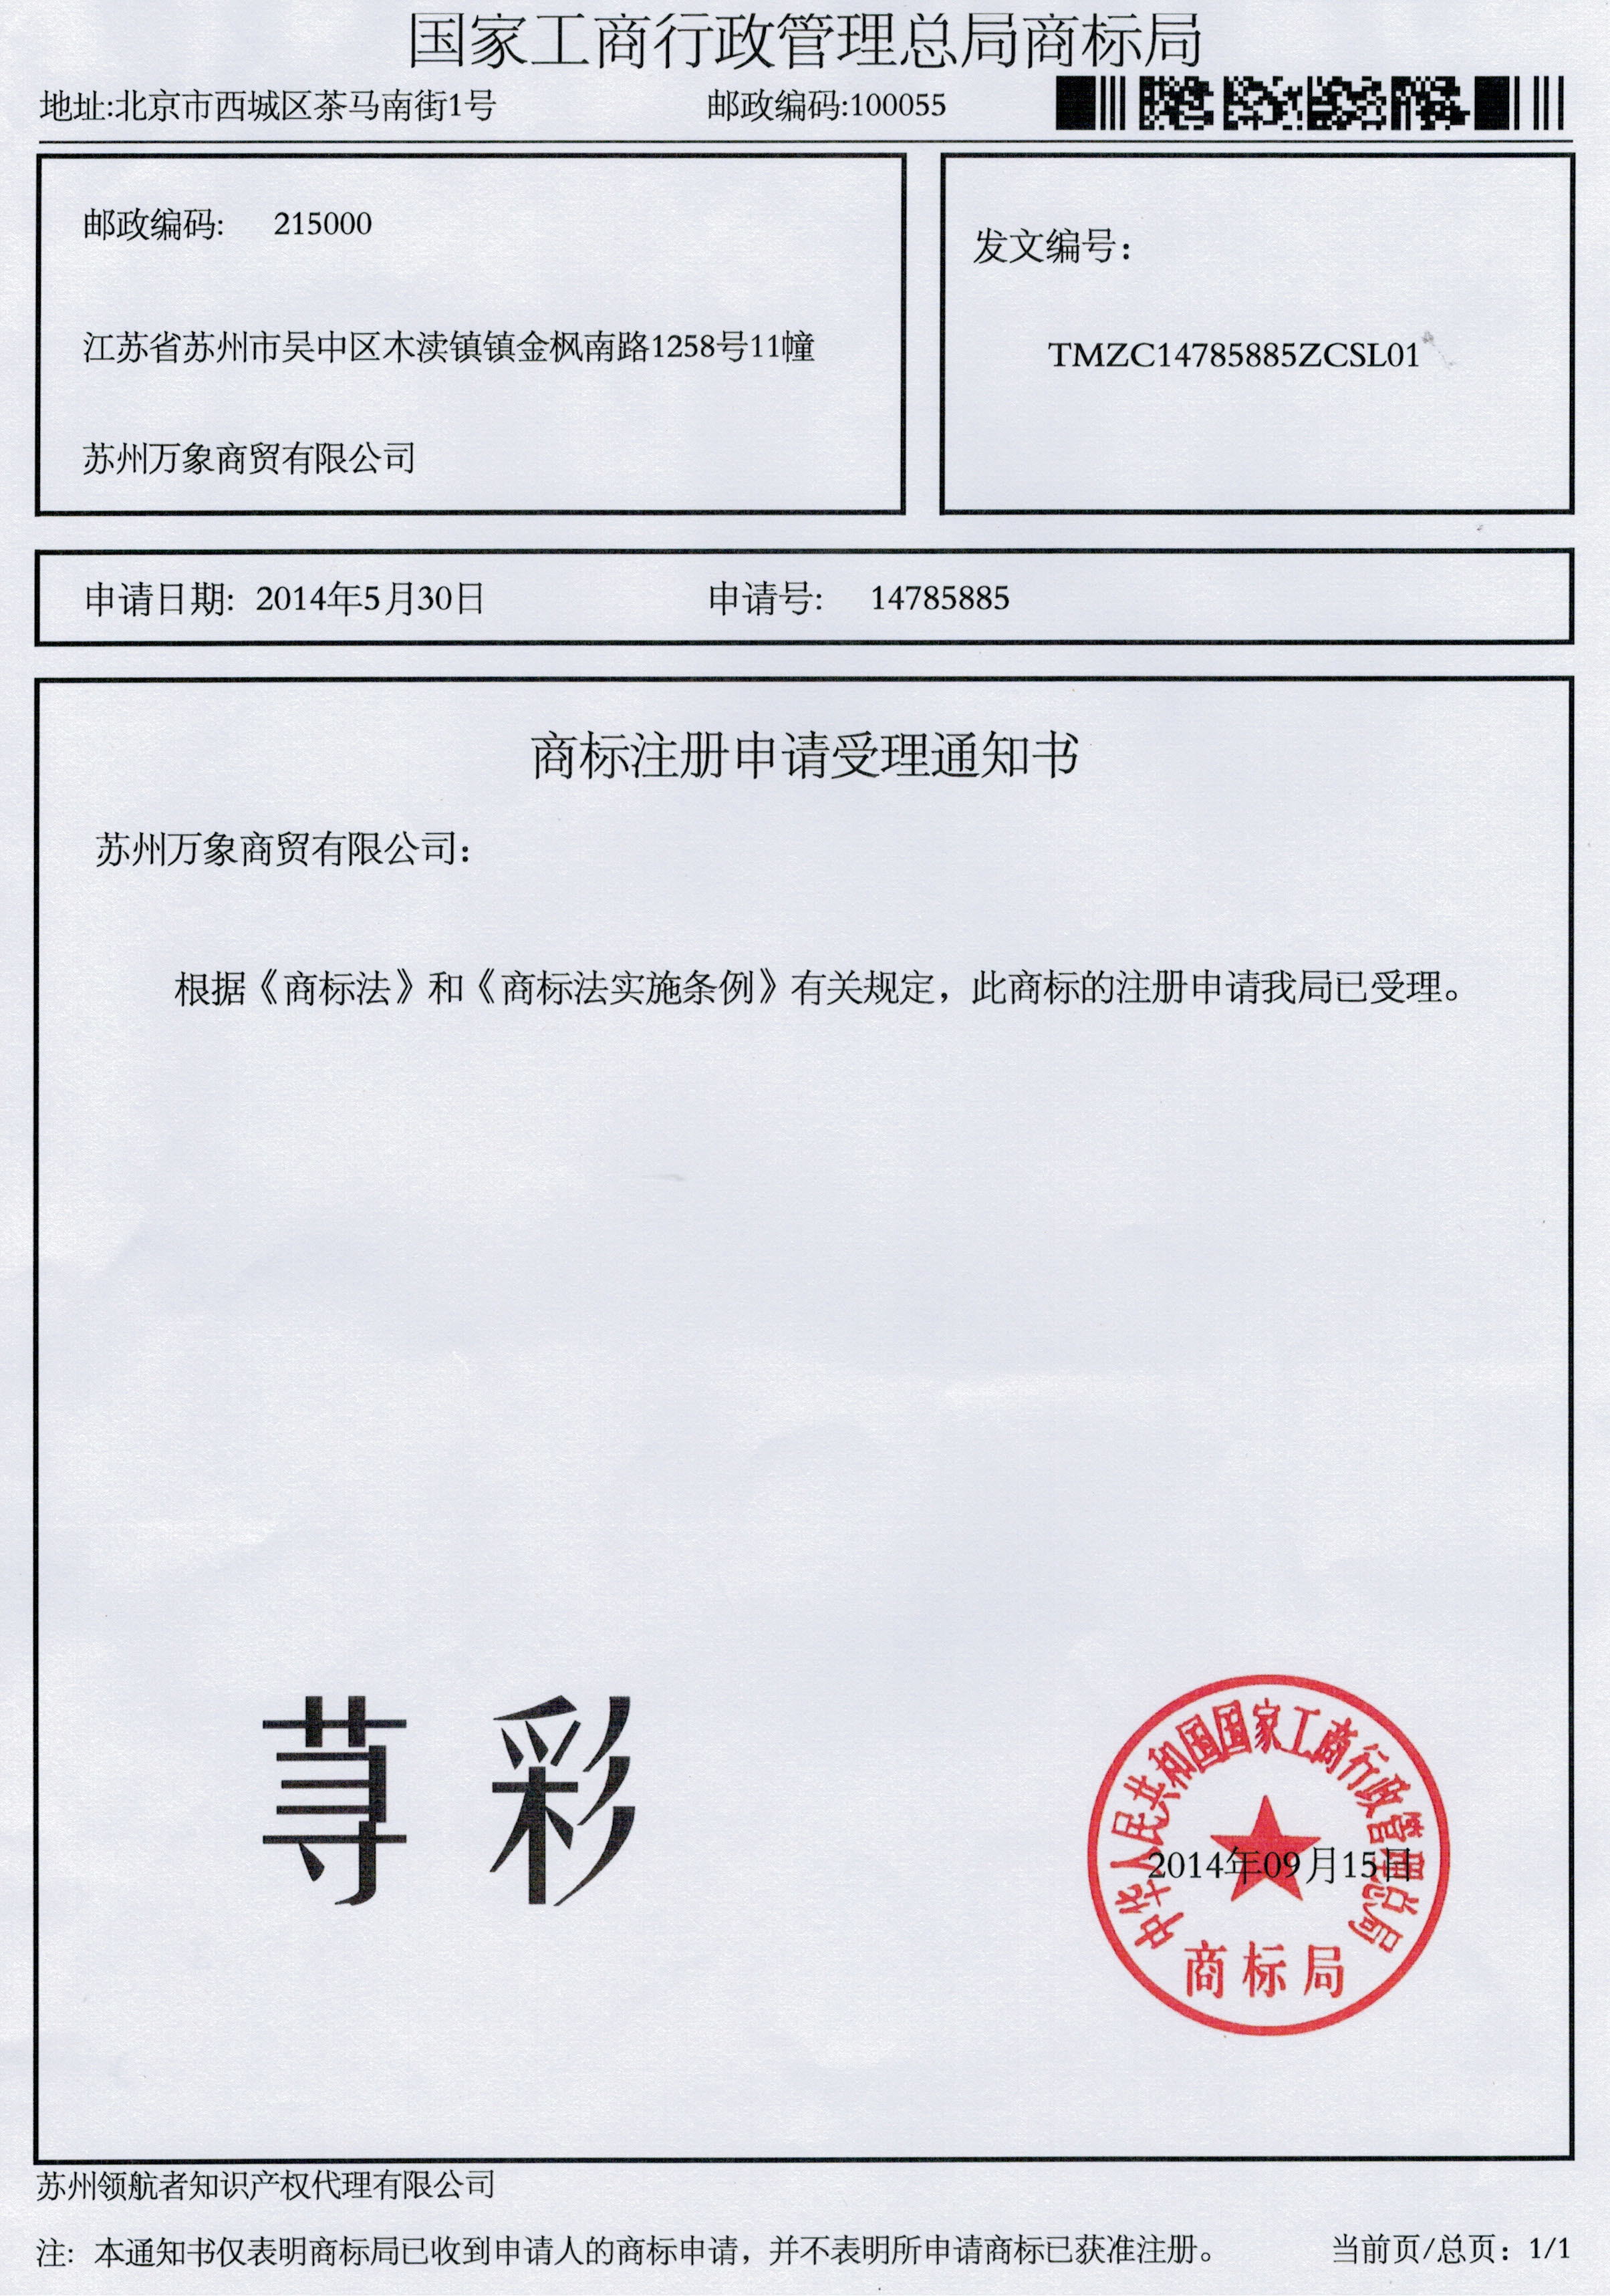 国家工商行政管理总局商标局
地址:北京市西城区茶马南街1号 邮政编码:100055
邮政编码: 215000
江苏省苏州市吴中区木渎镇镇金枫南路1258号11幢
苏州万象商贸有限公司
发文编号：
TMZC14785885ZCSL01
申请日期: 2014年5月30日 申请号: 14785885
商标注册申请受理通知书
苏州万象商贸有限公司：
根据《商标法》和《商标法实施条例》有关规定，此商标的注册申请我局已受理。
荨 彩
中华人民共和国国家工商行政管理总局
2014年09月15日
商标局
苏州领航者知识产权代理有限公司
注: 本通知书仅表明商标局已收到申请人的商标申请，并不表明所申请商标已获准注册。 当前页/总页：1/1